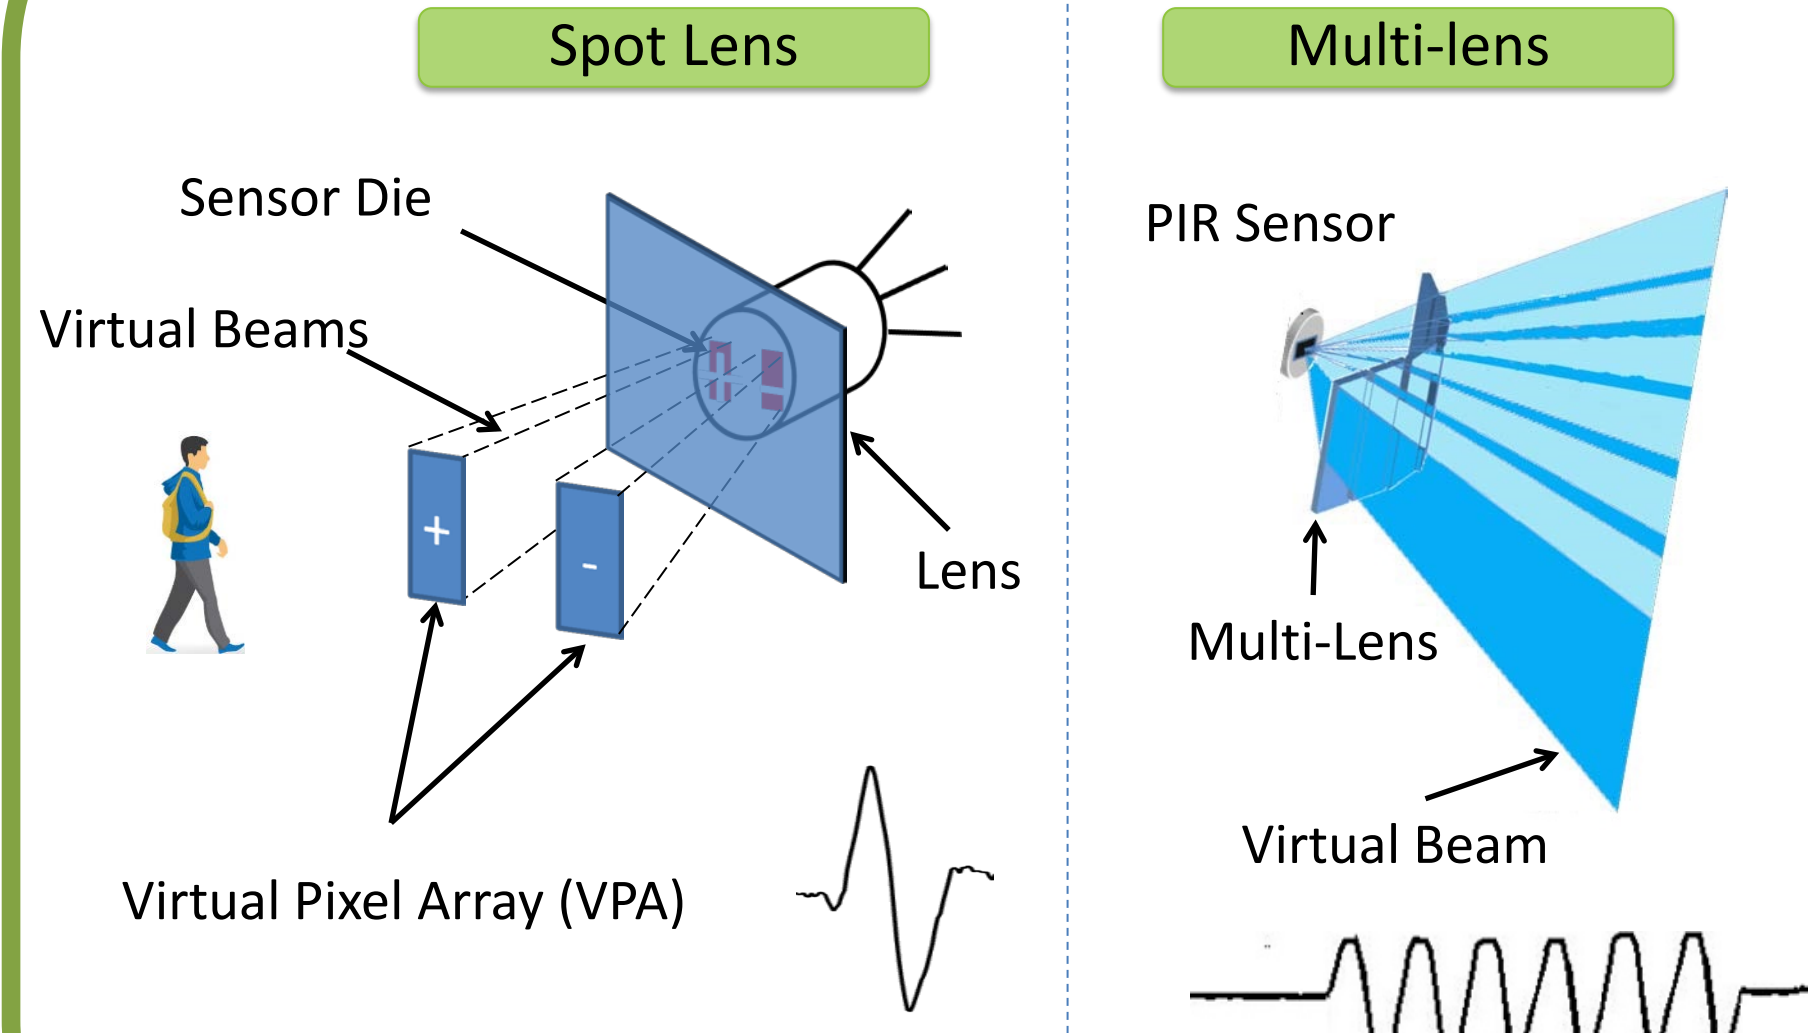 Spot Lens
Multi-lens
Sensor Die
PIR Sensor
Virtual Beams
+
-
Lens
Multi-Lens
Virtual Beam
Virtual Pixel Array (VPA)